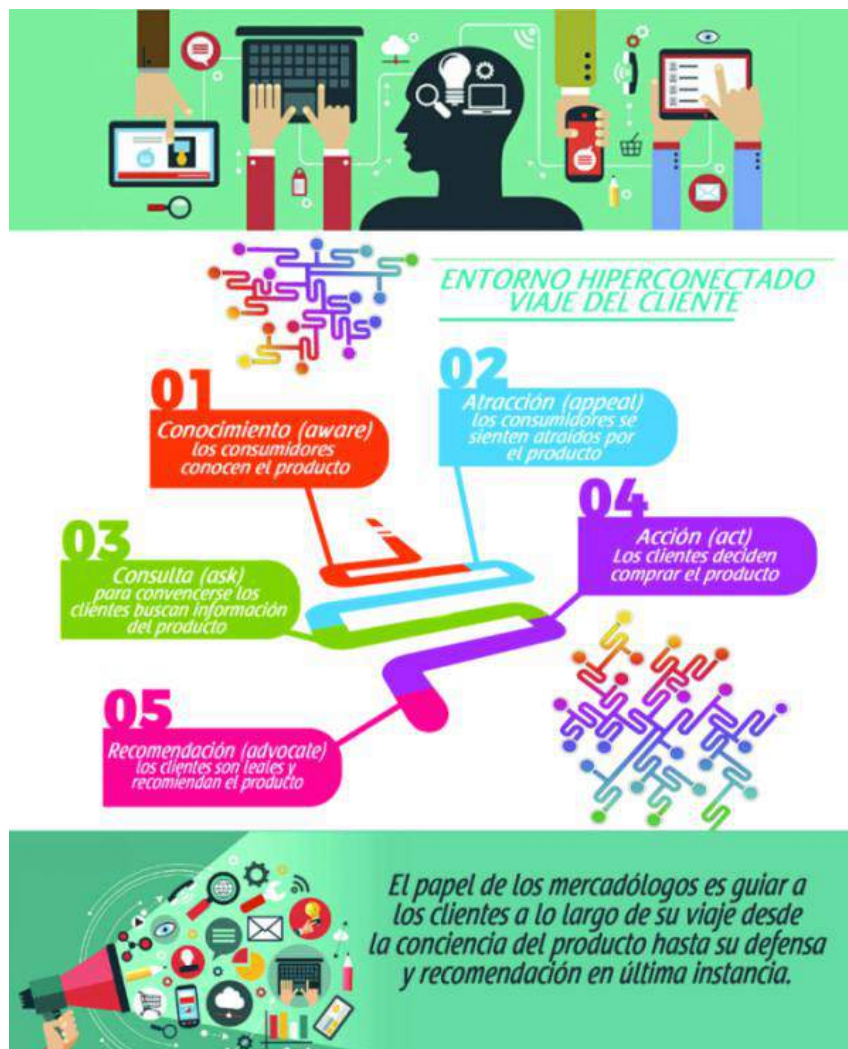 ENTORNO HIPERCONECTADO
VIAJE DEL CLIENTE
01
Conocimiento (aware)
los consumidores
conocen el producto
02
Atracción (appeal)
los consumidores se
sienten atraidos por
el producto
03
Consulta (ask)
para convencerse los
clientes buscan información
del producto
04
Acción (act)
Los clientes deciden
comprar el producto
05
Recomendación (advocate)
los clientes son leales y
recomiendan el producto
El papel de los mercadólogos es guiar a
los clientes a lo largo de su viaje desde
la conciencia del producto hasta su defensa
y recomendación en última instancia.